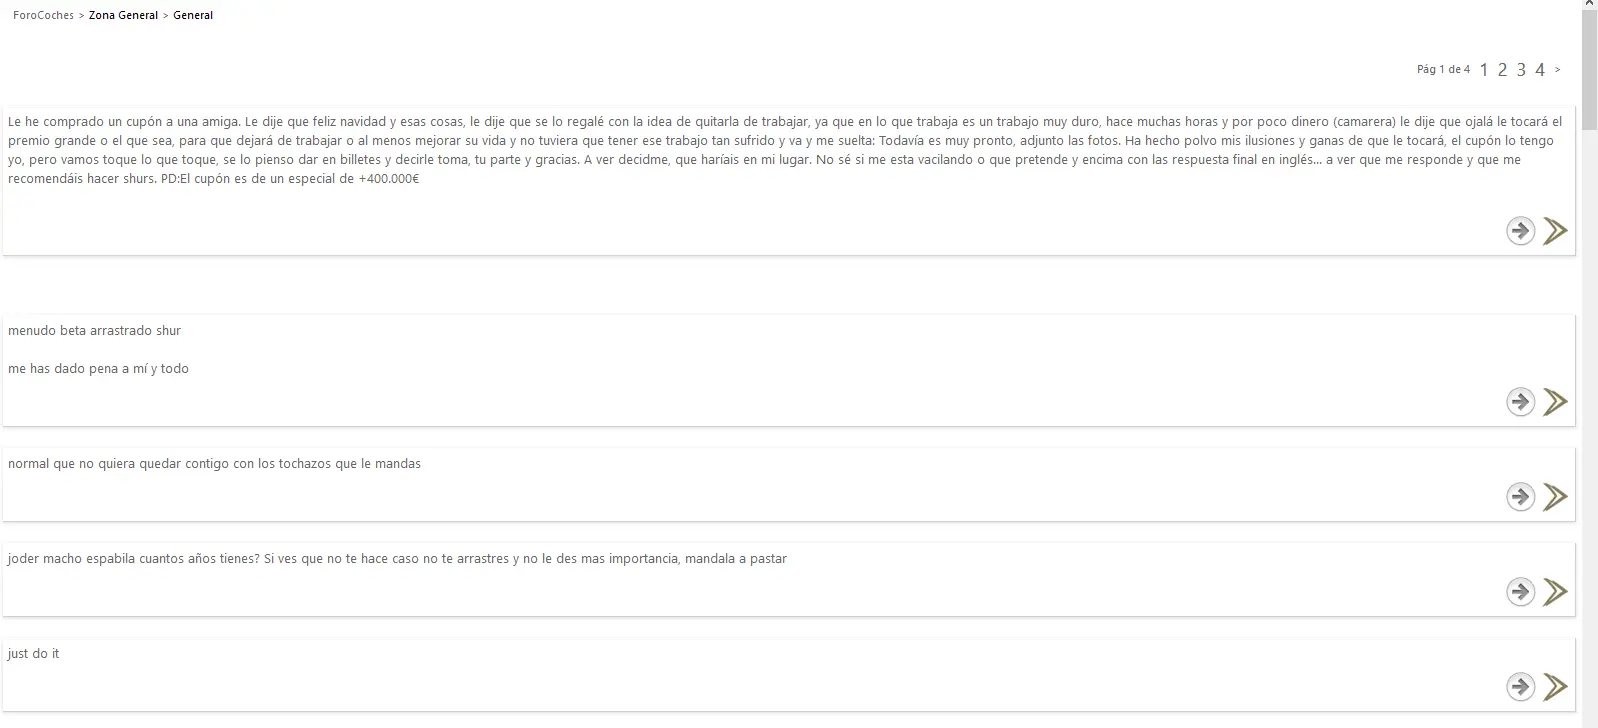 ForoCoches > Zona General > General
Pág 1 de 4 1 2 3 4 >
Le he comprado un cupón a una amiga. Le dije que feliz navidad y esas cosas, le dije que se lo regalé con la idea de quitarla de trabajar, ya que en lo que trabaja es un trabajo muy duro, hace muchas horas y por poco dinero (camarera) le dije que ojalá le tocará el
premio grande o el que sea, para que dejará de trabajar o al menos mejorar su vida y no tuviera que tener ese trabajo tan sufrido y va y me suelta: Todavía es muy pronto, adjunto las fotos. Ha hecho polvo mis ilusiones y ganas de que le tocará, el cupón lo tengo
yo, pero vamos toque lo que toque, se lo pienso dar en billetes y decirle toma, tu parte y gracias. A ver decidme, que haríais en mi lugar. No sé si me esta vacilando o que pretende y encima con las respuesta final en inglés... a ver que me responde y que me
recomendáis hacer shurs. PD:El cupón es de un especial de +400.000€
menudo beta arrastrado shur
me has dado pena a mí y todo
normal que no quiera quedar contigo con los tochazos que le mandas
joder macho espabila cuantos años tienes? Si ves que no te hace caso no te arrastres y no le des mas importancia, mandala a pastar
just do it